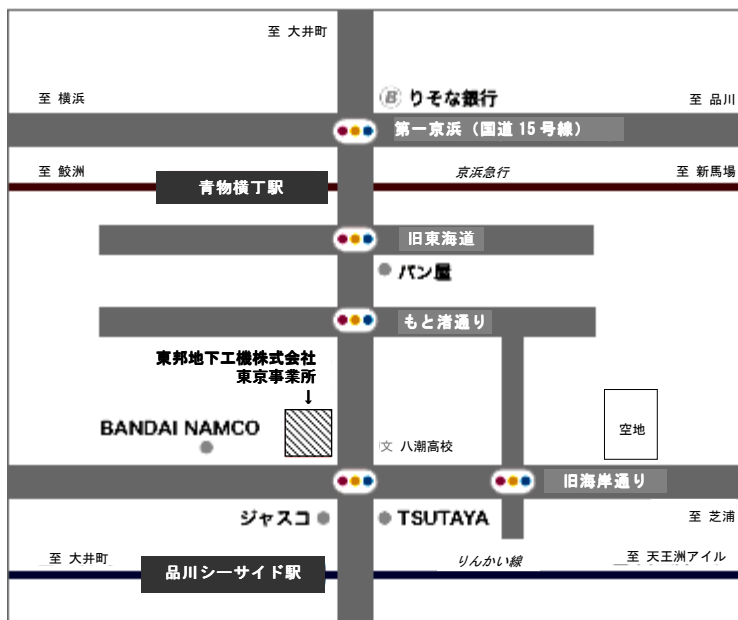 至 大井町
至 横浜
B りそな銀行
至 品川
第一京浜（国道 15 号線）
至 鮫洲
青物横丁駅
京浜急行
至 新馬場
旧東海道
パン屋
もと渚通り
東邦地下工機株式会社
東京事業所
↓
BANDAI NAMCO
文 八潮高校
空地
旧海岸通り
ジャスコ
TSUTAYA
至 芝浦
至 大井町
品川シーサイド駅
りんかい線
至 天王洲アイル